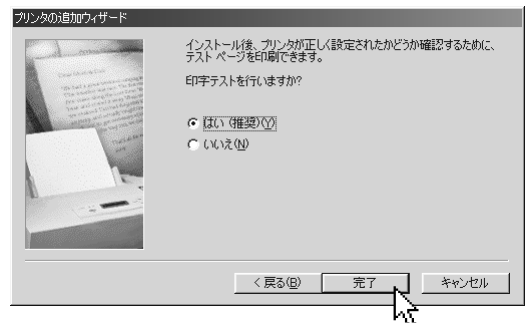 プリンタの追加ウィザード
インストール後、プリンタが正しく設定されたかどうか確認するために、
テスト ページを印刷できます。
印字テストを行いますか?
はい (推奨)(Y)
いいえ(N)
< 戻る(B)
完了
キャンセル